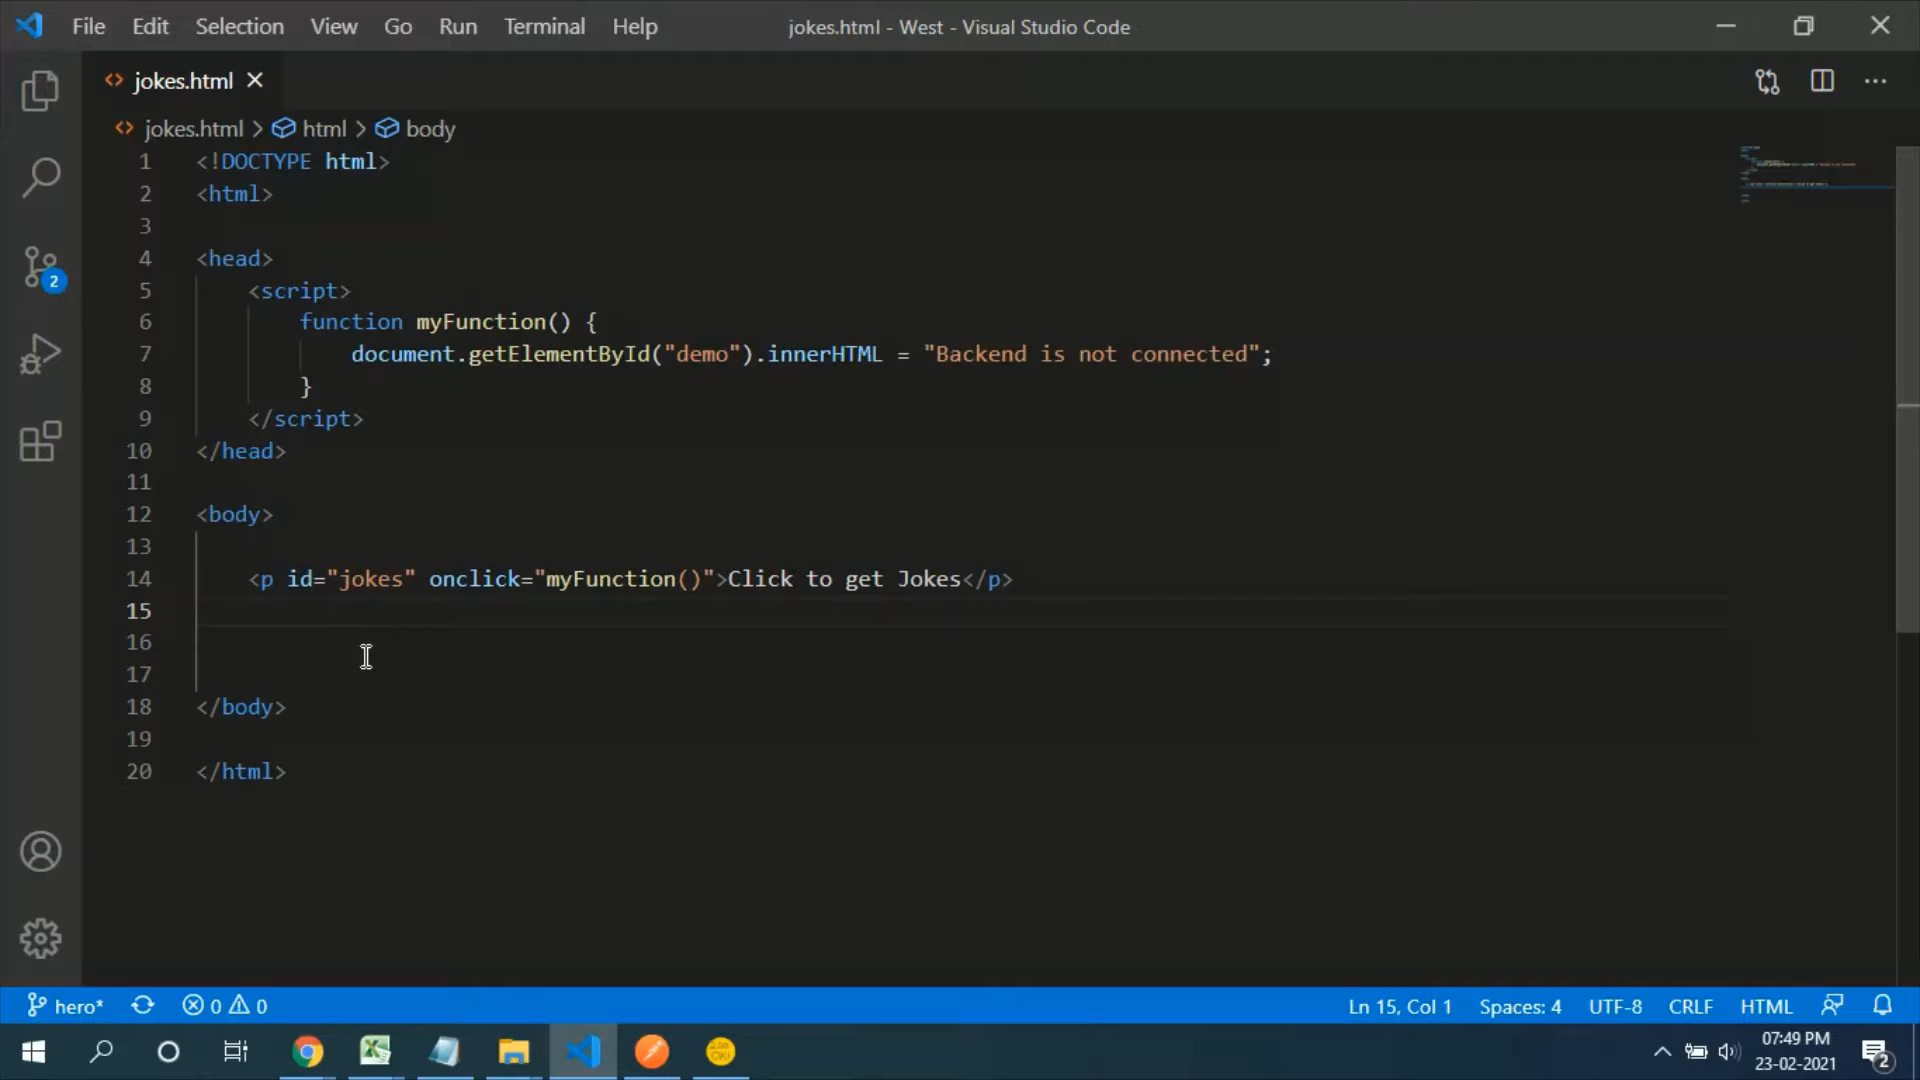 File Edit Selection View Go Run Terminal Help jokes.html - West - Visual Studio Code
jokes.html
jokes.html > html > body
1 <!DOCTYPE html>
2 <html>
3
4 <head>
5 <script>
6 function myFunction() {
7 document.getElementById("demo").innerHTML = "Backend is not connected";
8 }
9 </script>
10 </head>
11
12 <body>
13
14 <p id="jokes" onclick="myFunction()">Click to get Jokes</p>
15
16
17
18 </body>
19
20 </html>
2
hero* 0 0 Ln 15, Col 1 Spaces: 4 UTF-8 CRLF HTML
07:49 PM
23-02-2021
2